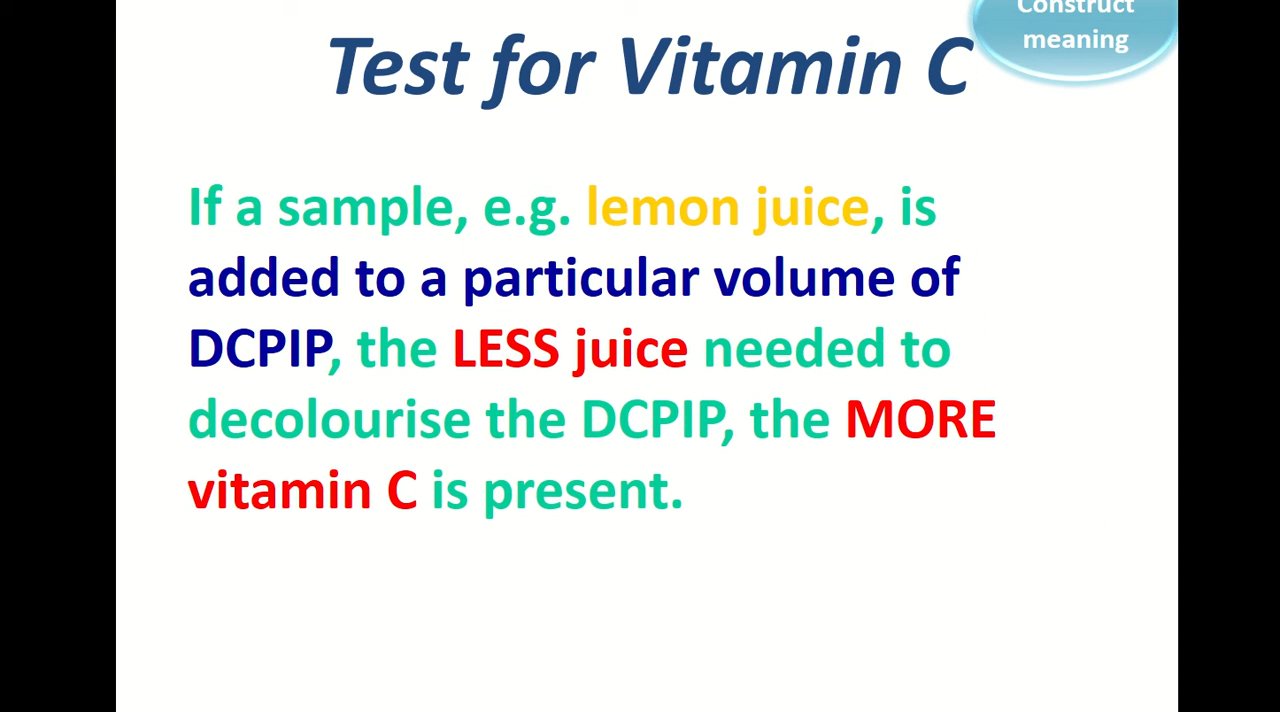 Construct
meaning
Test for Vitamin C
If a sample, e.g. lemon juice, is
added to a particular volume of
DCPIP, the LESS juice needed to
decolourise the DCPIP, the MORE
vitamin C is present.